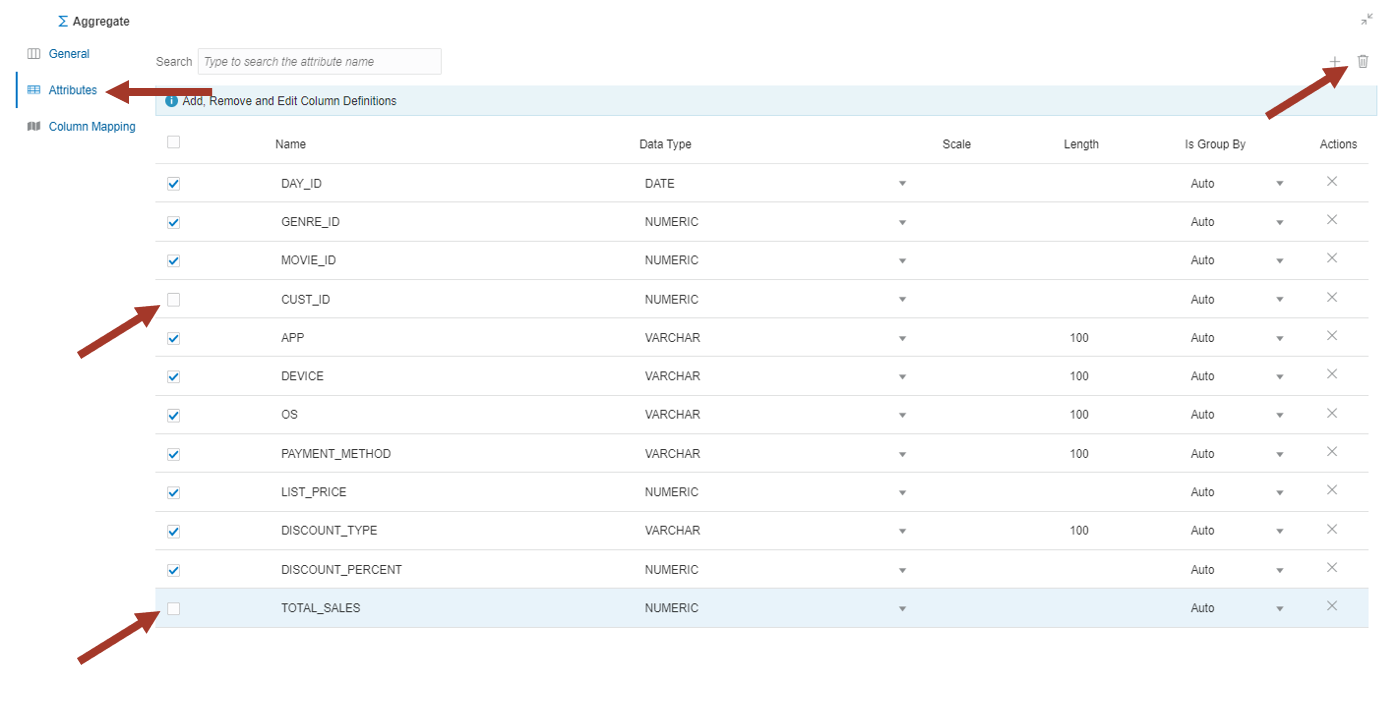 Aggregate
General
Search Type to search the attribute name
Attributes
Add, Remove and Edit Column Definitions
Column Mapping
Name Data Type Scale Length Is Group By Actions
DAY_ID DATE Auto
GENRE_ID NUMERIC Auto
MOVIE_ID NUMERIC Auto
CUST_ID NUMERIC Auto
APP VARCHAR 100 Auto
DEVICE VARCHAR 100 Auto
OS VARCHAR 100 Auto
PAYMENT_METHOD VARCHAR 100 Auto
LIST_PRICE NUMERIC Auto
DISCOUNT_TYPE VARCHAR 100 Auto
DISCOUNT_PERCENT NUMERIC Auto
TOTAL_SALES NUMERIC Auto